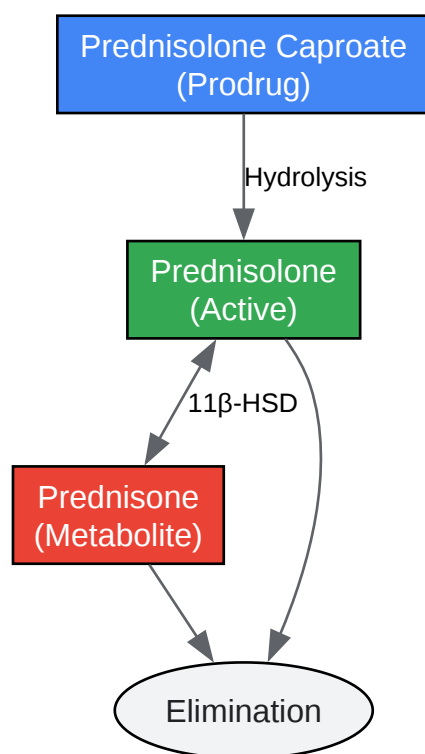 Prednisolone Caproate
(Prodrug)
Hydrolysis
Prednisolone
(Active)
11β-HSD
Prednisone
(Metabolite)
Elimination